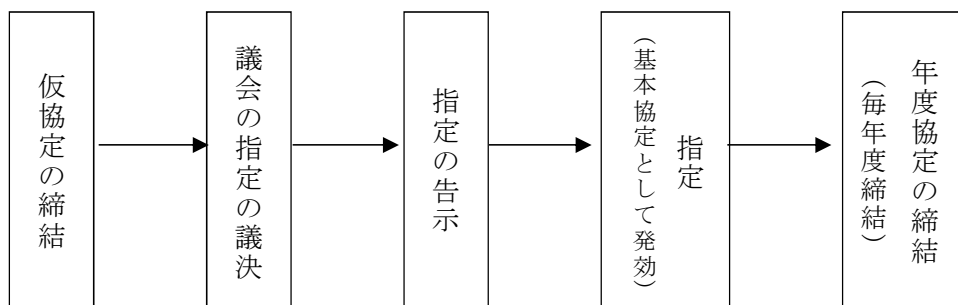 仮協定の締結
議会の指定の議決
指定の告示
指定
（基本協定として発効）
年度協定の締結
（毎年度締結）